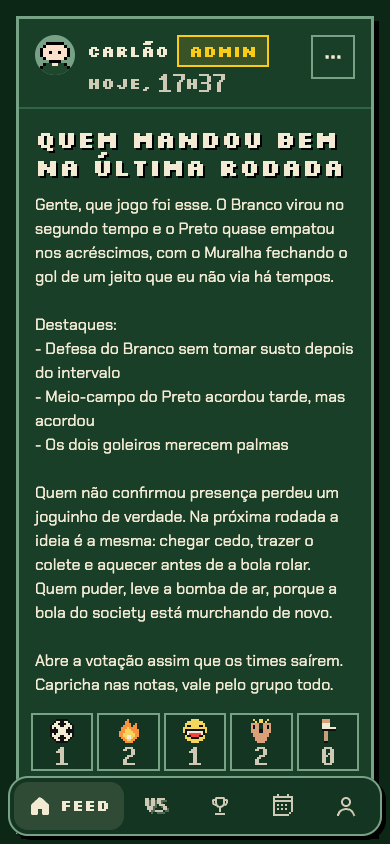 CARLÃO ADMIN
HOJE, 17H37
...
QUEM MANDOU BEM
NA ÚLTIMA RODADA
Gente, que jogo foi esse. O Branco virou no
segundo tempo e o Preto quase empatou
nos acréscimos, com o Muralha fechando o
gol de um jeito que eu não via há tempos.
Destaques:
- Defesa do Branco sem tomar susto depois
do intervalo
- Meio-campo do Preto acordou tarde, mas
acordou
- Os dois goleiros merecem palmas
Quem não confirmou presença perdeu um
joguinho de verdade. Na próxima rodada a
ideia é a mesma: chegar cedo, trazer o
colete e aquecer antes de a bola rolar.
Quem puder, leve a bomba de ar, porque a
bola do society está murchando de novo.
Abre a votação assim que os times saírem.
Capricha nas notas, vale pelo grupo todo.
1 2 1 2 0
FEED VS